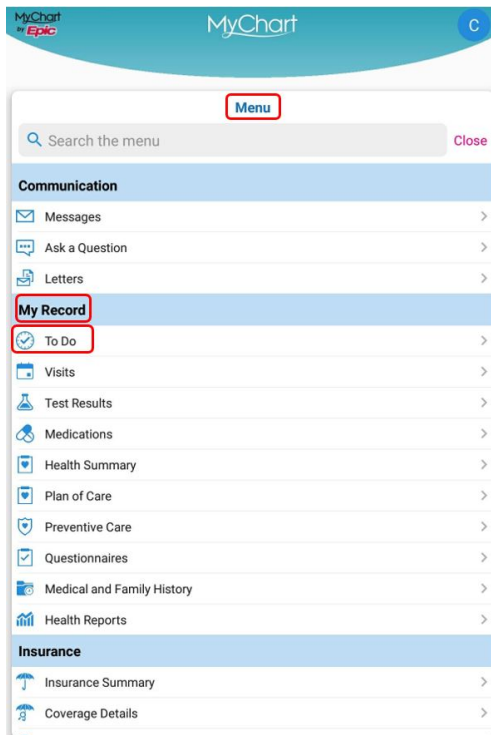 MyChart
by Epic
MyChart
C
Menu
Search the menu
Close
Communication
Messages
Ask a Question
Letters
My Record
To Do
Visits
Test Results
Medications
Health Summary
Plan of Care
Preventive Care
Questionnaires
Medical and Family History
Health Reports
Insurance
Insurance Summary
Coverage Details